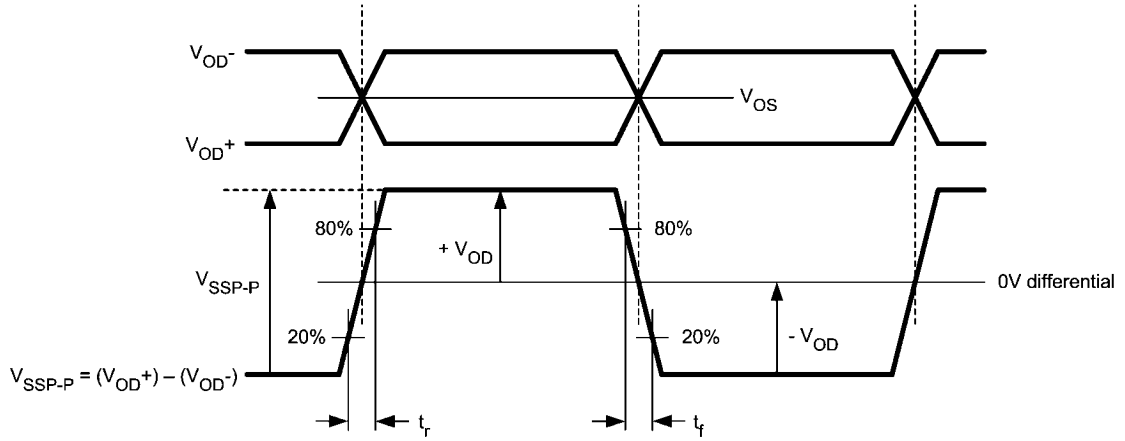 VOD-
VOS
VOD+
80%
+ VOD
80%
VSSP-P
0V differential
20%
20%
- VOD
VSSP-P = (VOD+) – (VOD-)
tr
tf